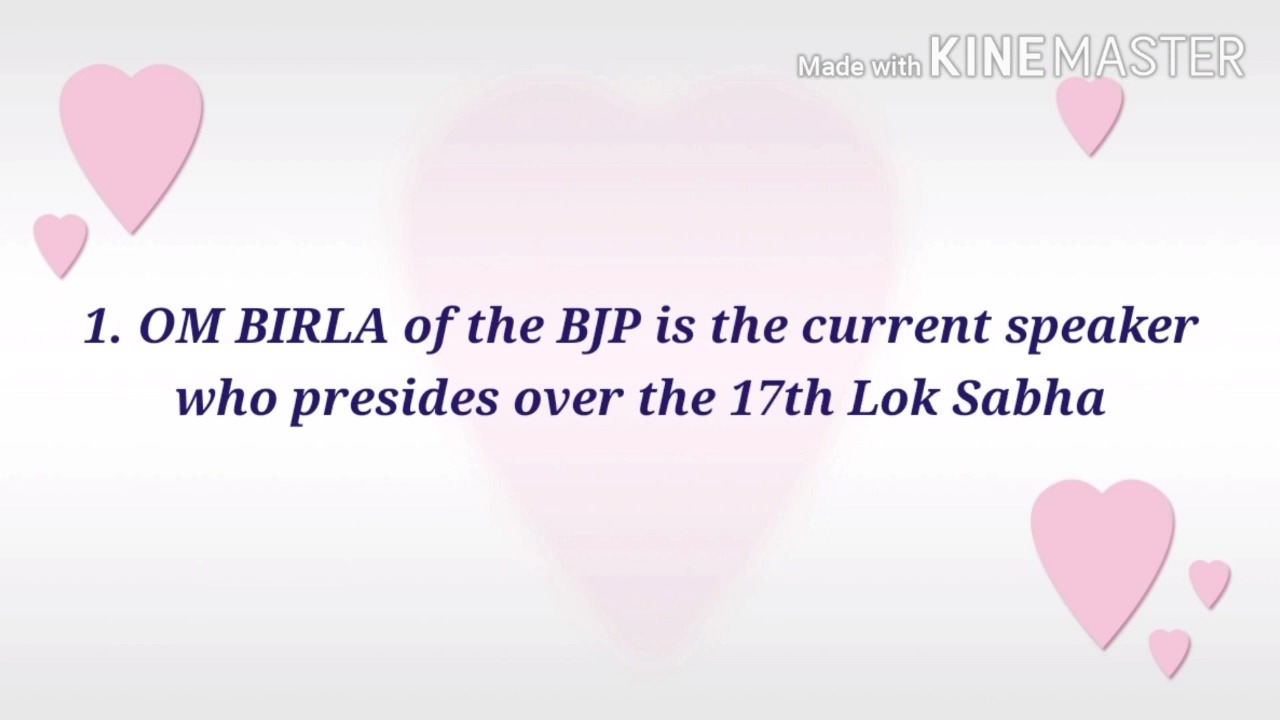 Made with KINEMASTER
1. OM BIRLA of the BJP is the current speaker
who presides over the 17th Lok Sabha